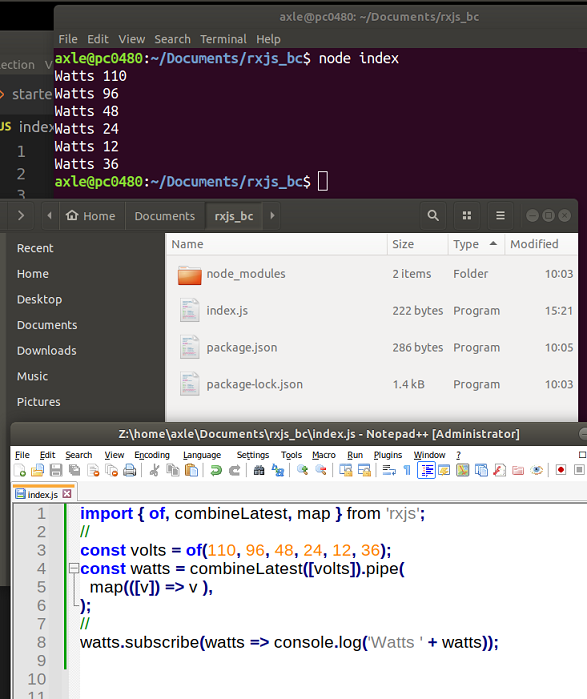 axle@pc0480: ~/Documents/rxjs_bc
File Edit View Search Terminal Help
axle@pc0480:~/Documents/rxjs_bc$ node index
Watts 110
Watts 96
Watts 48
Watts 24
Watts 12
Watts 36
axle@pc0480:~/Documents/rxjs_bc$
lection V
starte
JS index
1
2
3
Home Documents rxjs_bc
Recent
Home
Desktop
Documents
Downloads
Music
Pictures
Name Size Type Modified
node_modules 2 items Folder 10:03
index.js 222 bytes Program 15:21
package.json 286 bytes Program 10:05
package-lock.json 1.4 kB Program 10:03
Z:\home\axle\Documents\rxjs_bc\index.js - Notepad++ [Administrator]
File Edit Search View Encoding Language Settings Tools Macro Run Plugins Window ?
index.js
1 import { of, combineLatest, map } from 'rxjs';
2 //
3 const volts = of(110, 96, 48, 24, 12, 36);
4 const watts = combineLatest([volts]).pipe(
5 map(([v]) => v ),
6 );
7 //
8 watts.subscribe(watts => console.log('Watts ' + watts));
9
10
11